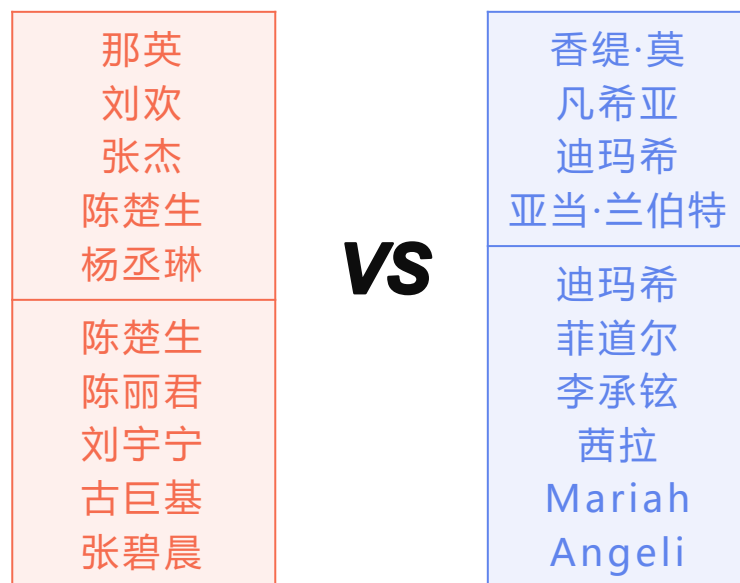 那英
刘欢
张杰
陈楚生
杨丞琳
陈楚生
陈丽君
刘宇宁
古巨基
张碧晨
VS
香缇·莫
凡希亚
迪玛希
亚当·兰伯特
迪玛希
菲道尔
李承铉
茜拉
Mariah
Angeli